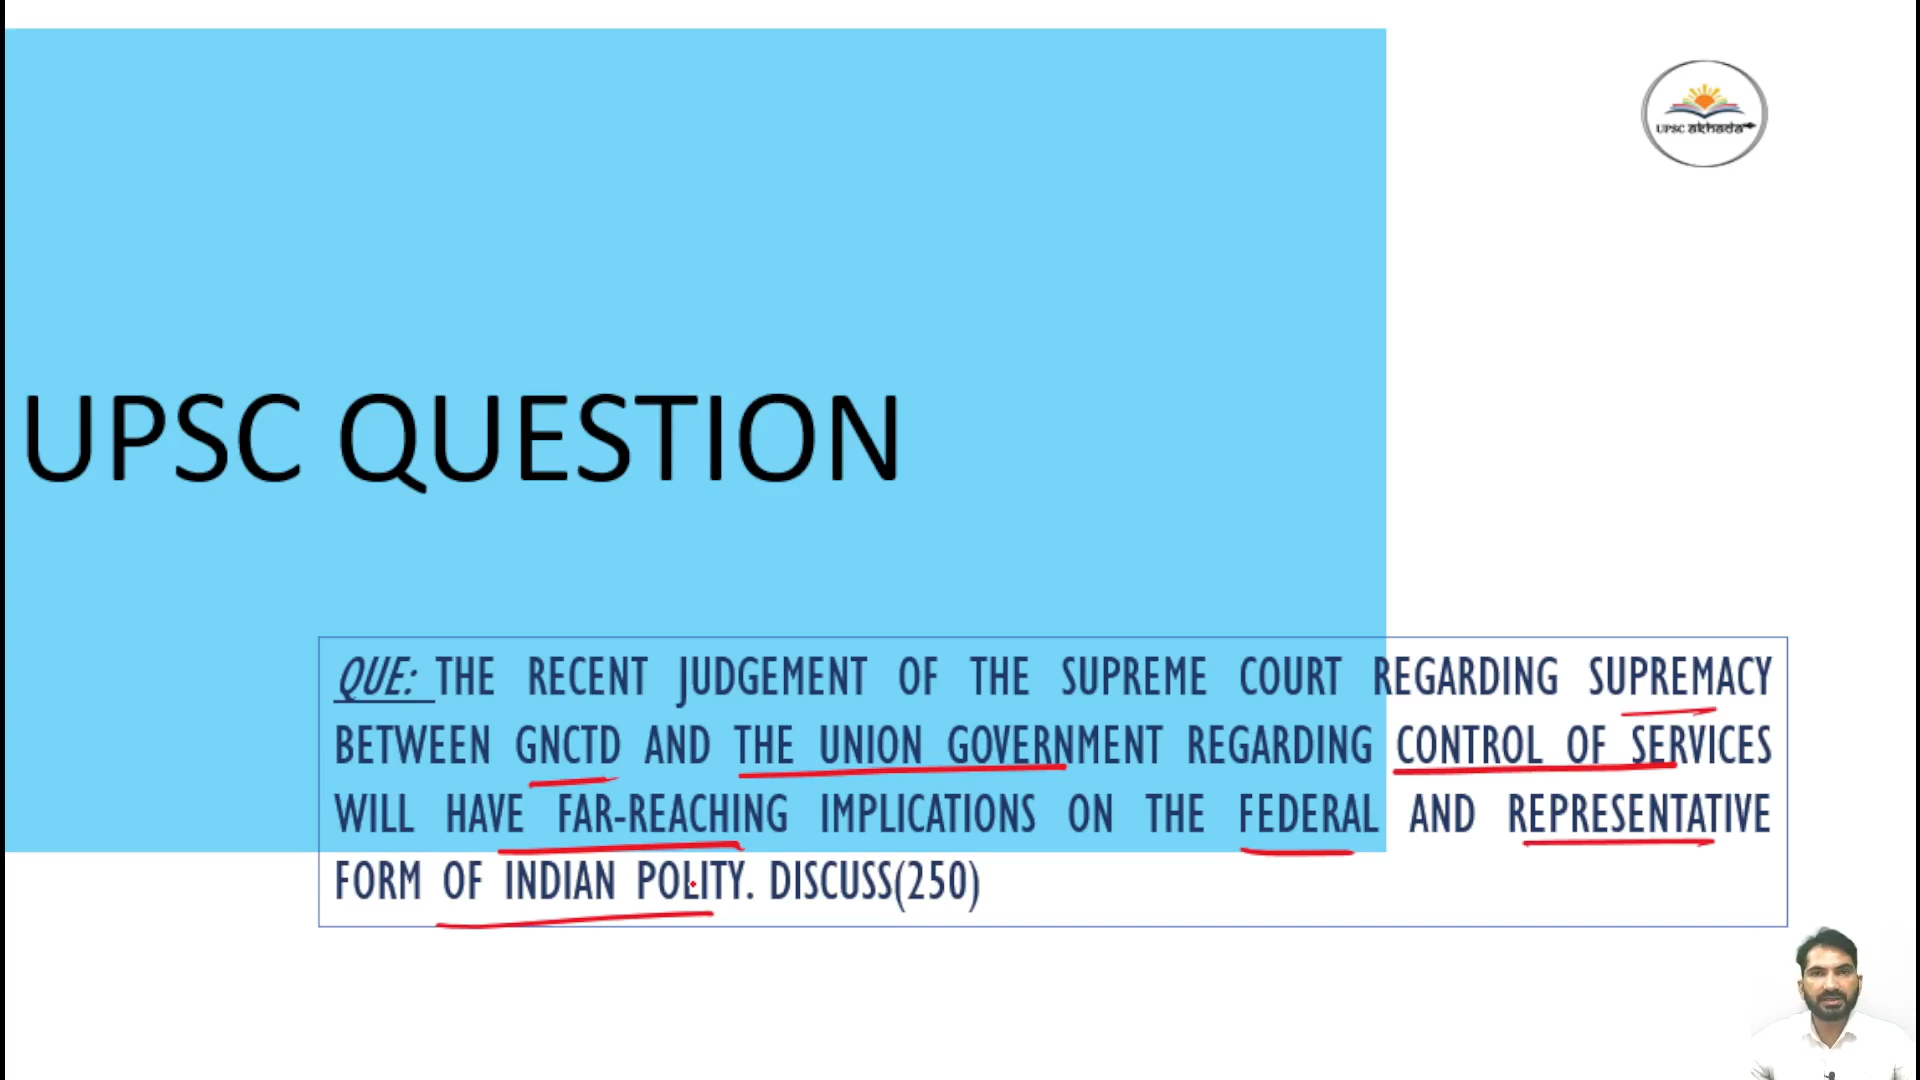 UPSC akhada
UPSC QUESTION
QUE: THE RECENT JUDGEMENT OF THE SUPREME COURT REGARDING SUPREMACY
BETWEEN GNCTD AND THE UNION GOVERNMENT REGARDING CONTROL OF SERVICES
WILL HAVE FAR-REACHING IMPLICATIONS ON THE FEDERAL AND REPRESENTATIVE
FORM OF INDIAN POLITY. DISCUSS(250)